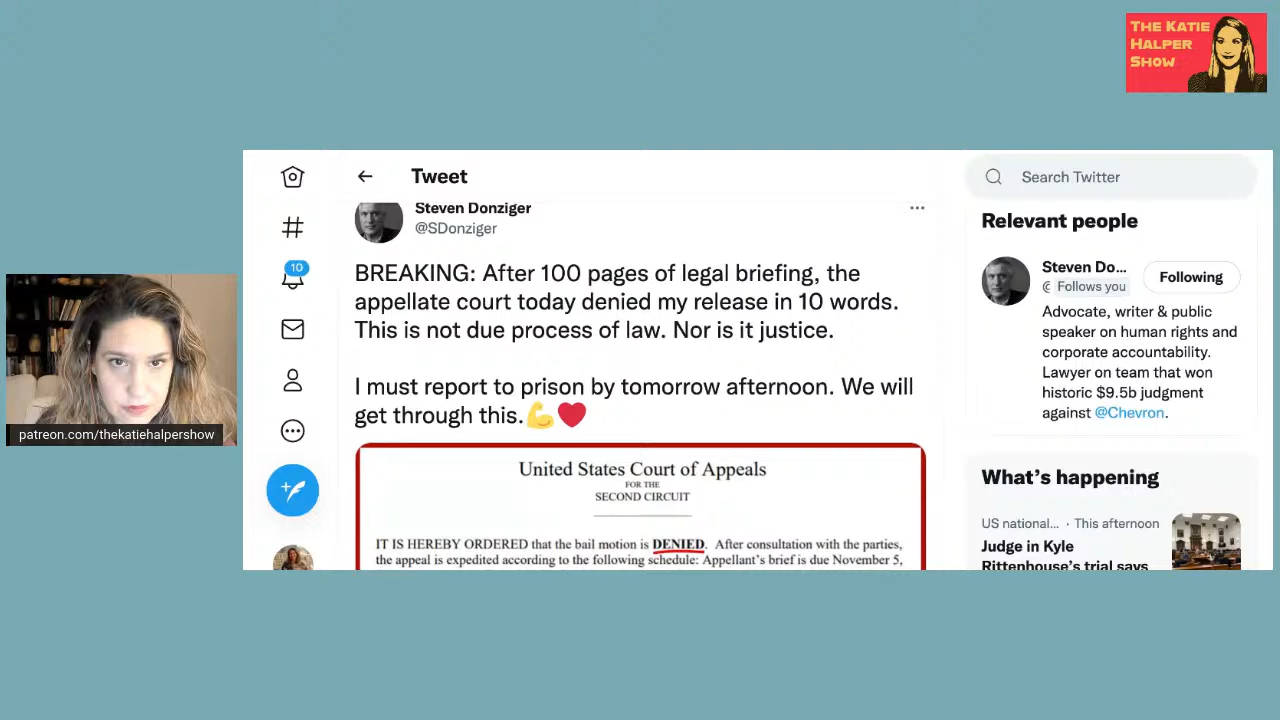 THE KATIE
HALPER
SHOW
Tweet
Search Twitter
Steven Donziger
@SDonziger
BREAKING: After 100 pages of legal briefing, the
appellate court today denied my release in 10 words.
This is not due process of law. Nor is it justice.
I must report to prison by tomorrow afternoon. We will
get through this.💪❤️
United States Court of Appeals
FOR THE
SECOND CIRCUIT
IT IS HEREBY ORDERED that the bail motion is DENIED. After consultation with the parties,
the appeal is expedited according to the following schedule: Appellant's brief is due November 5,
10
Relevant people
Steven Do...
Following
Follows you
Advocate, writer & public
speaker on human rights and
corporate accountability.
Lawyer on team that won
historic $9.5b judgment
against @Chevron.
What's happening
US national... · This afternoon
Judge in Kyle
Rittenhouse's trial says
patreon.com/thekatiehalpershow